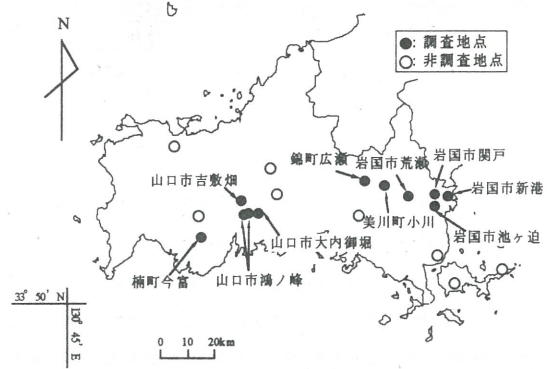 N
●: 調査地点
○: 非調査地点
錦町広瀬
岩国市荒瀬
岩国市関戸
岩国市新港
山口市吉敷畑
美川町小川
岩国市池ヶ迫
山口市大内御堀
楠町今富
山口市鴻ノ峰
33° 50′ N
130° 45′ E
0 10 20km